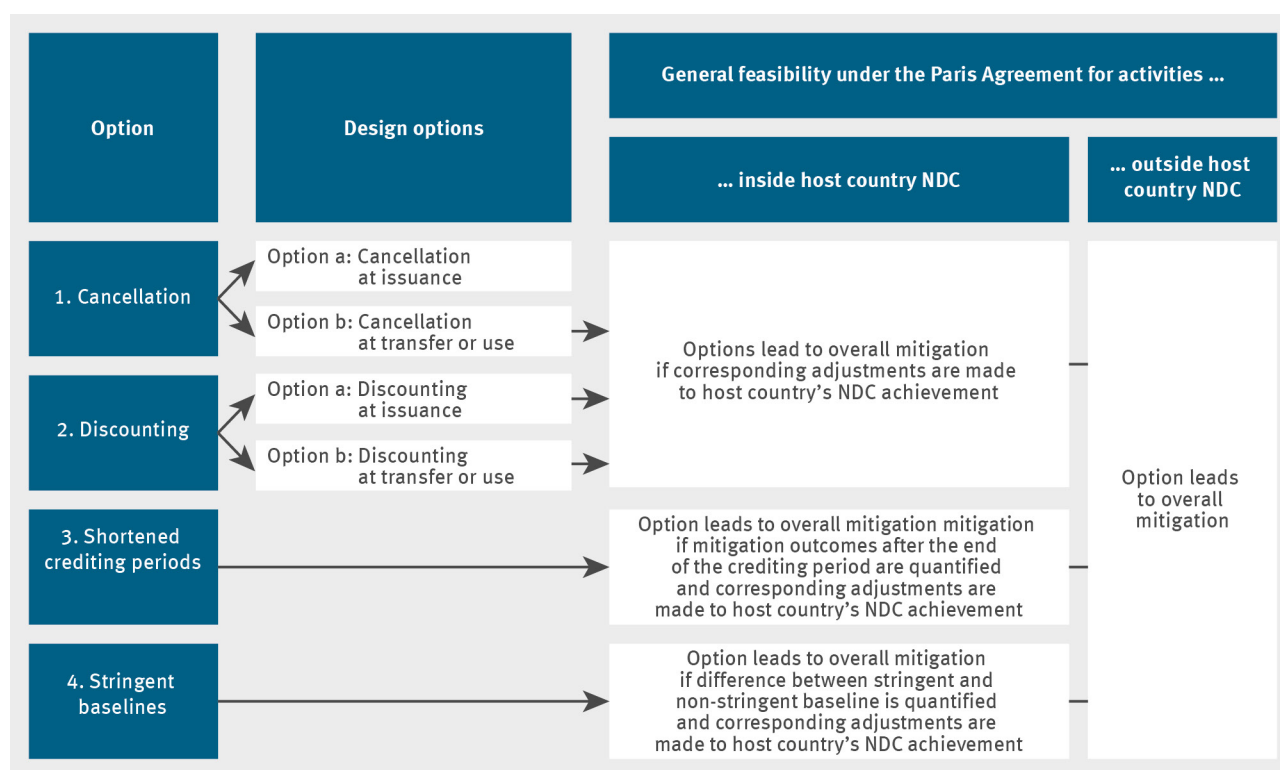 Option
Design options
General feasibility under the Paris Agreement for activities ...
... inside host country NDC
... outside host
country NDC
1. Cancellation
Option a: Cancellation
at issuance
Option b: Cancellation
at transfer or use
2. Discounting
Option a: Discounting
at issuance
Option b: Discounting
at transfer or use
Options lead to overall mitigation
if corresponding adjustments are made
to host country’s NDC achievement
3. Shortened
crediting periods
Option leads to overall mitigation mitigation
if mitigation outcomes after the end
of the crediting period are quantified
and corresponding adjustments are
made to host country’s NDC achievement
4. Stringent
baselines
Option leads to overall mitigation
if difference between stringent and
non-stringent baseline is quantified
and corresponding adjustments are
made to host country’s NDC achievement
Option leads
to overall
mitigation